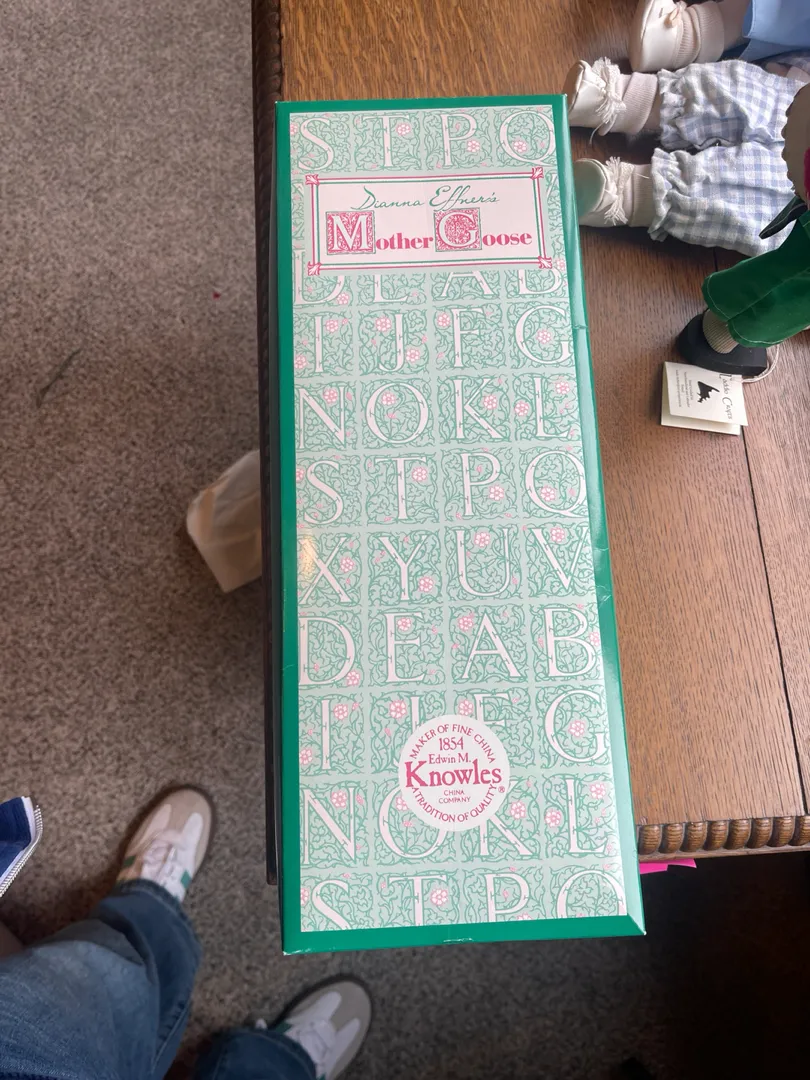 S T P Q
Dianna Effner's
Mother Goose
D E A B
I J F G
N O K L
S T P Q
X Y U V
D E A B
I J F G
MAKER OF FINE CHINA
1854
Edwin M.
Knowles®
CHINA
COMPANY
A TRADITION OF QUALITY
N O K L
S T P Q